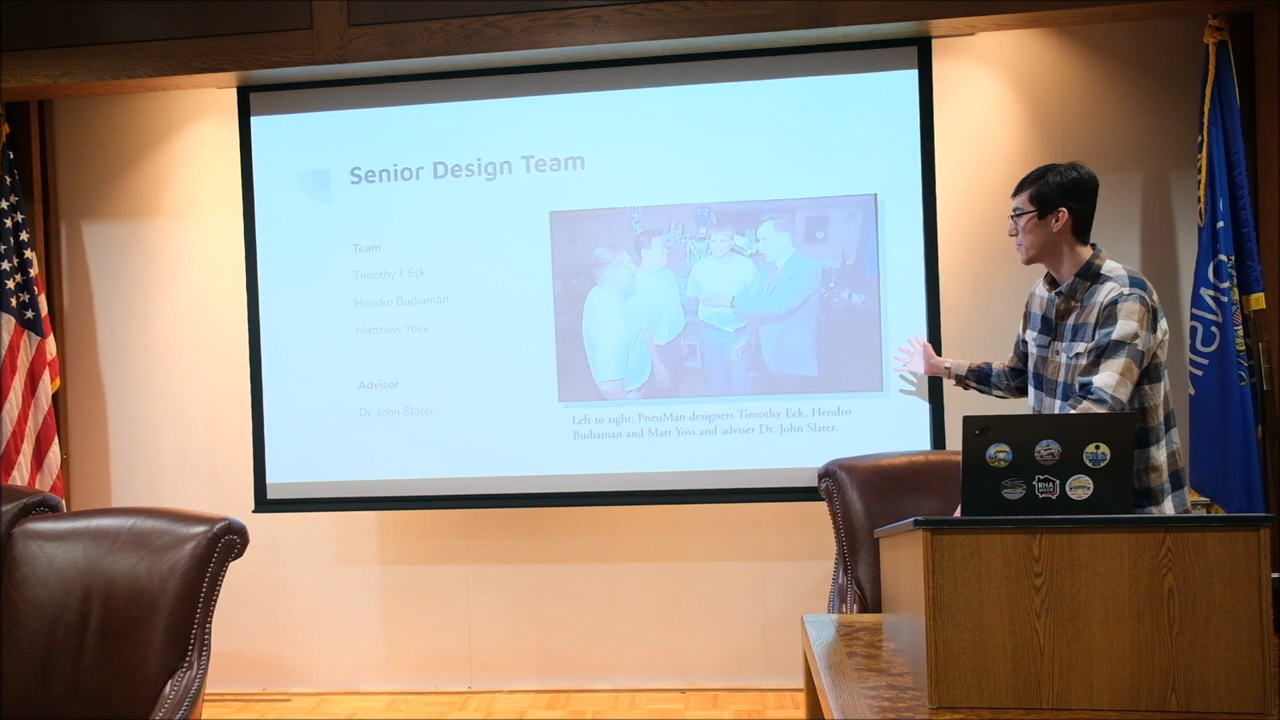 Senior Design Team
Team
Timothy J. Eck
Hendro Budiaman
Matthew Yoss
Advisor
Dr. John Slater
Left to right: PneuMan designers Timothy Eck, Hendro
Budiaman and Matt Yoss and adviser Dr. John Slater.
RHA